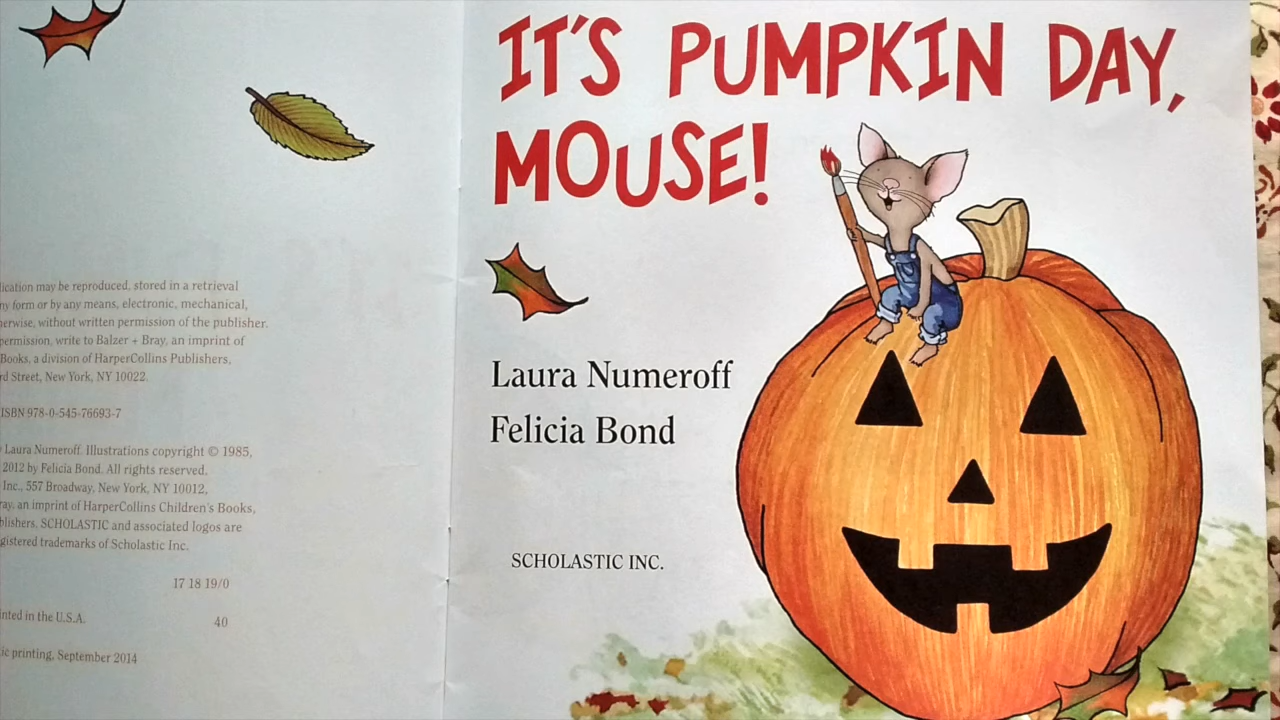 lication may be reproduced, stored in a retrieval
ny form or by any means, electronic, mechanical,
herwise, without written permission of the publisher.
permission, write to Balzer + Bray, an imprint of
Books, a division of HarperCollins Publishers,
rd Street, New York, NY 10022.
ISBN 978-0-545-76693-7
Laura Numeroff. Illustrations copyright © 1985,
2012 by Felicia Bond. All rights reserved.
Inc., 557 Broadway, New York, NY 10012,
ray, an imprint of HarperCollins Children's Books,
blishers. SCHOLASTIC and associated logos are
gistered trademarks of Scholastic Inc.
17 18 19/0
inted in the U.S.A.
40
ic printing, September 2014
IT'S PUMPKIN DAY,
MOUSE!
Laura Numeroff
Felicia Bond
SCHOLASTIC INC.